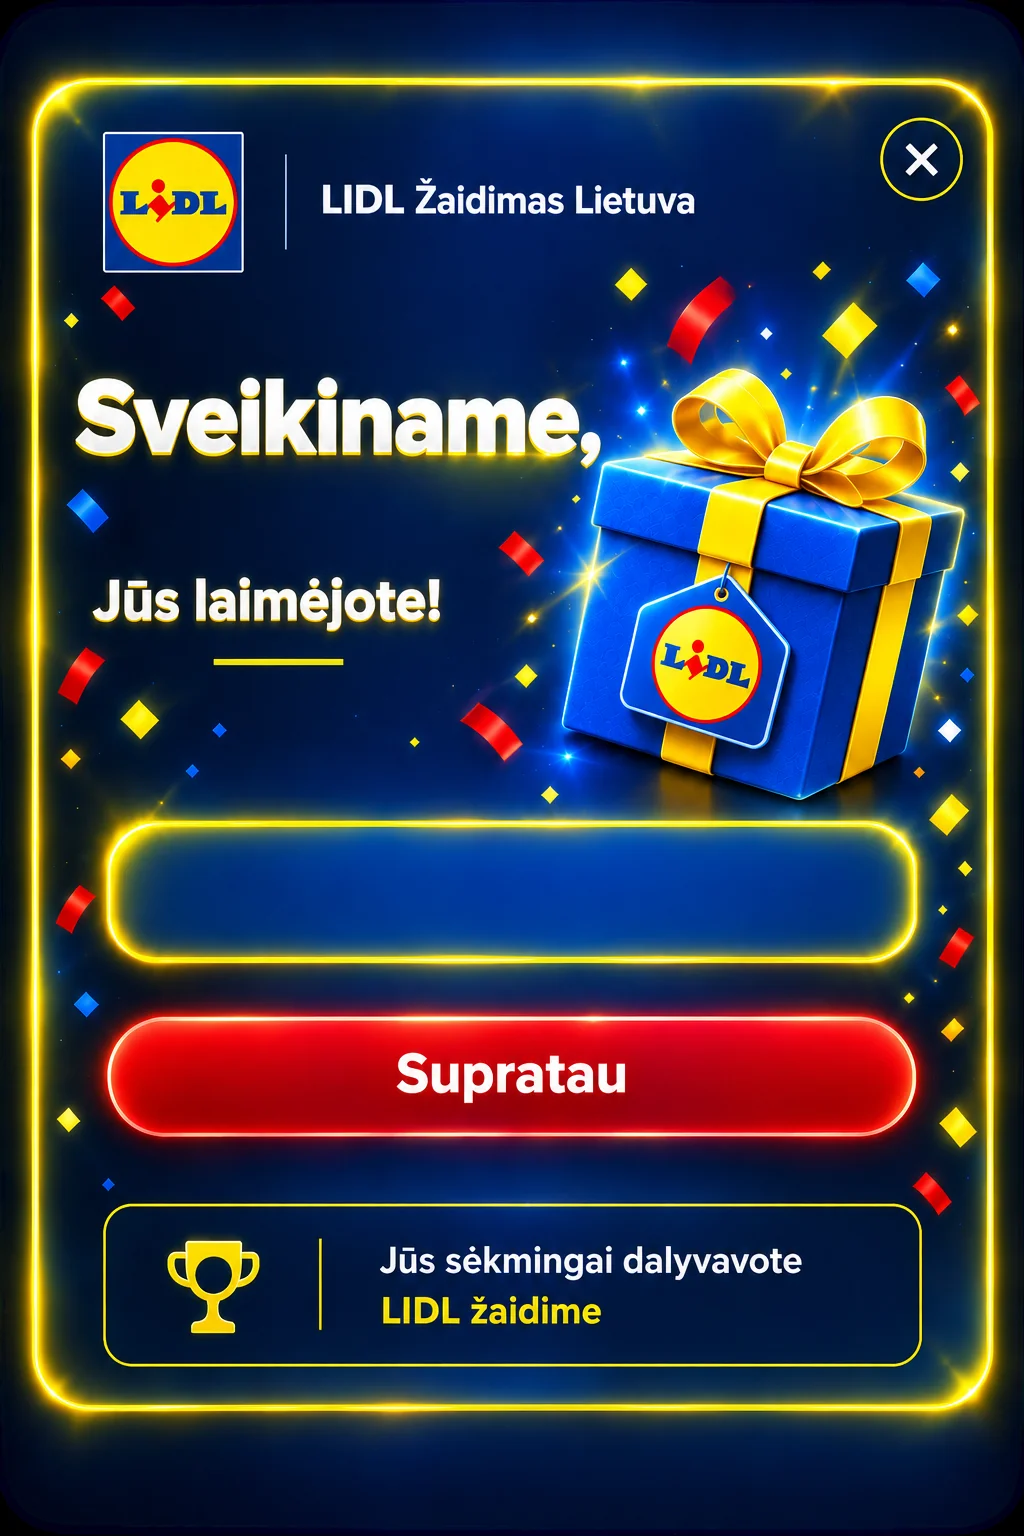 LIDL
LIDL Žaidimas Lietuva
Sveikiname,
Jūs laimėjote!
LIDL
Supratau
Jūs sėkmingai dalyvavote
LIDL žaidime